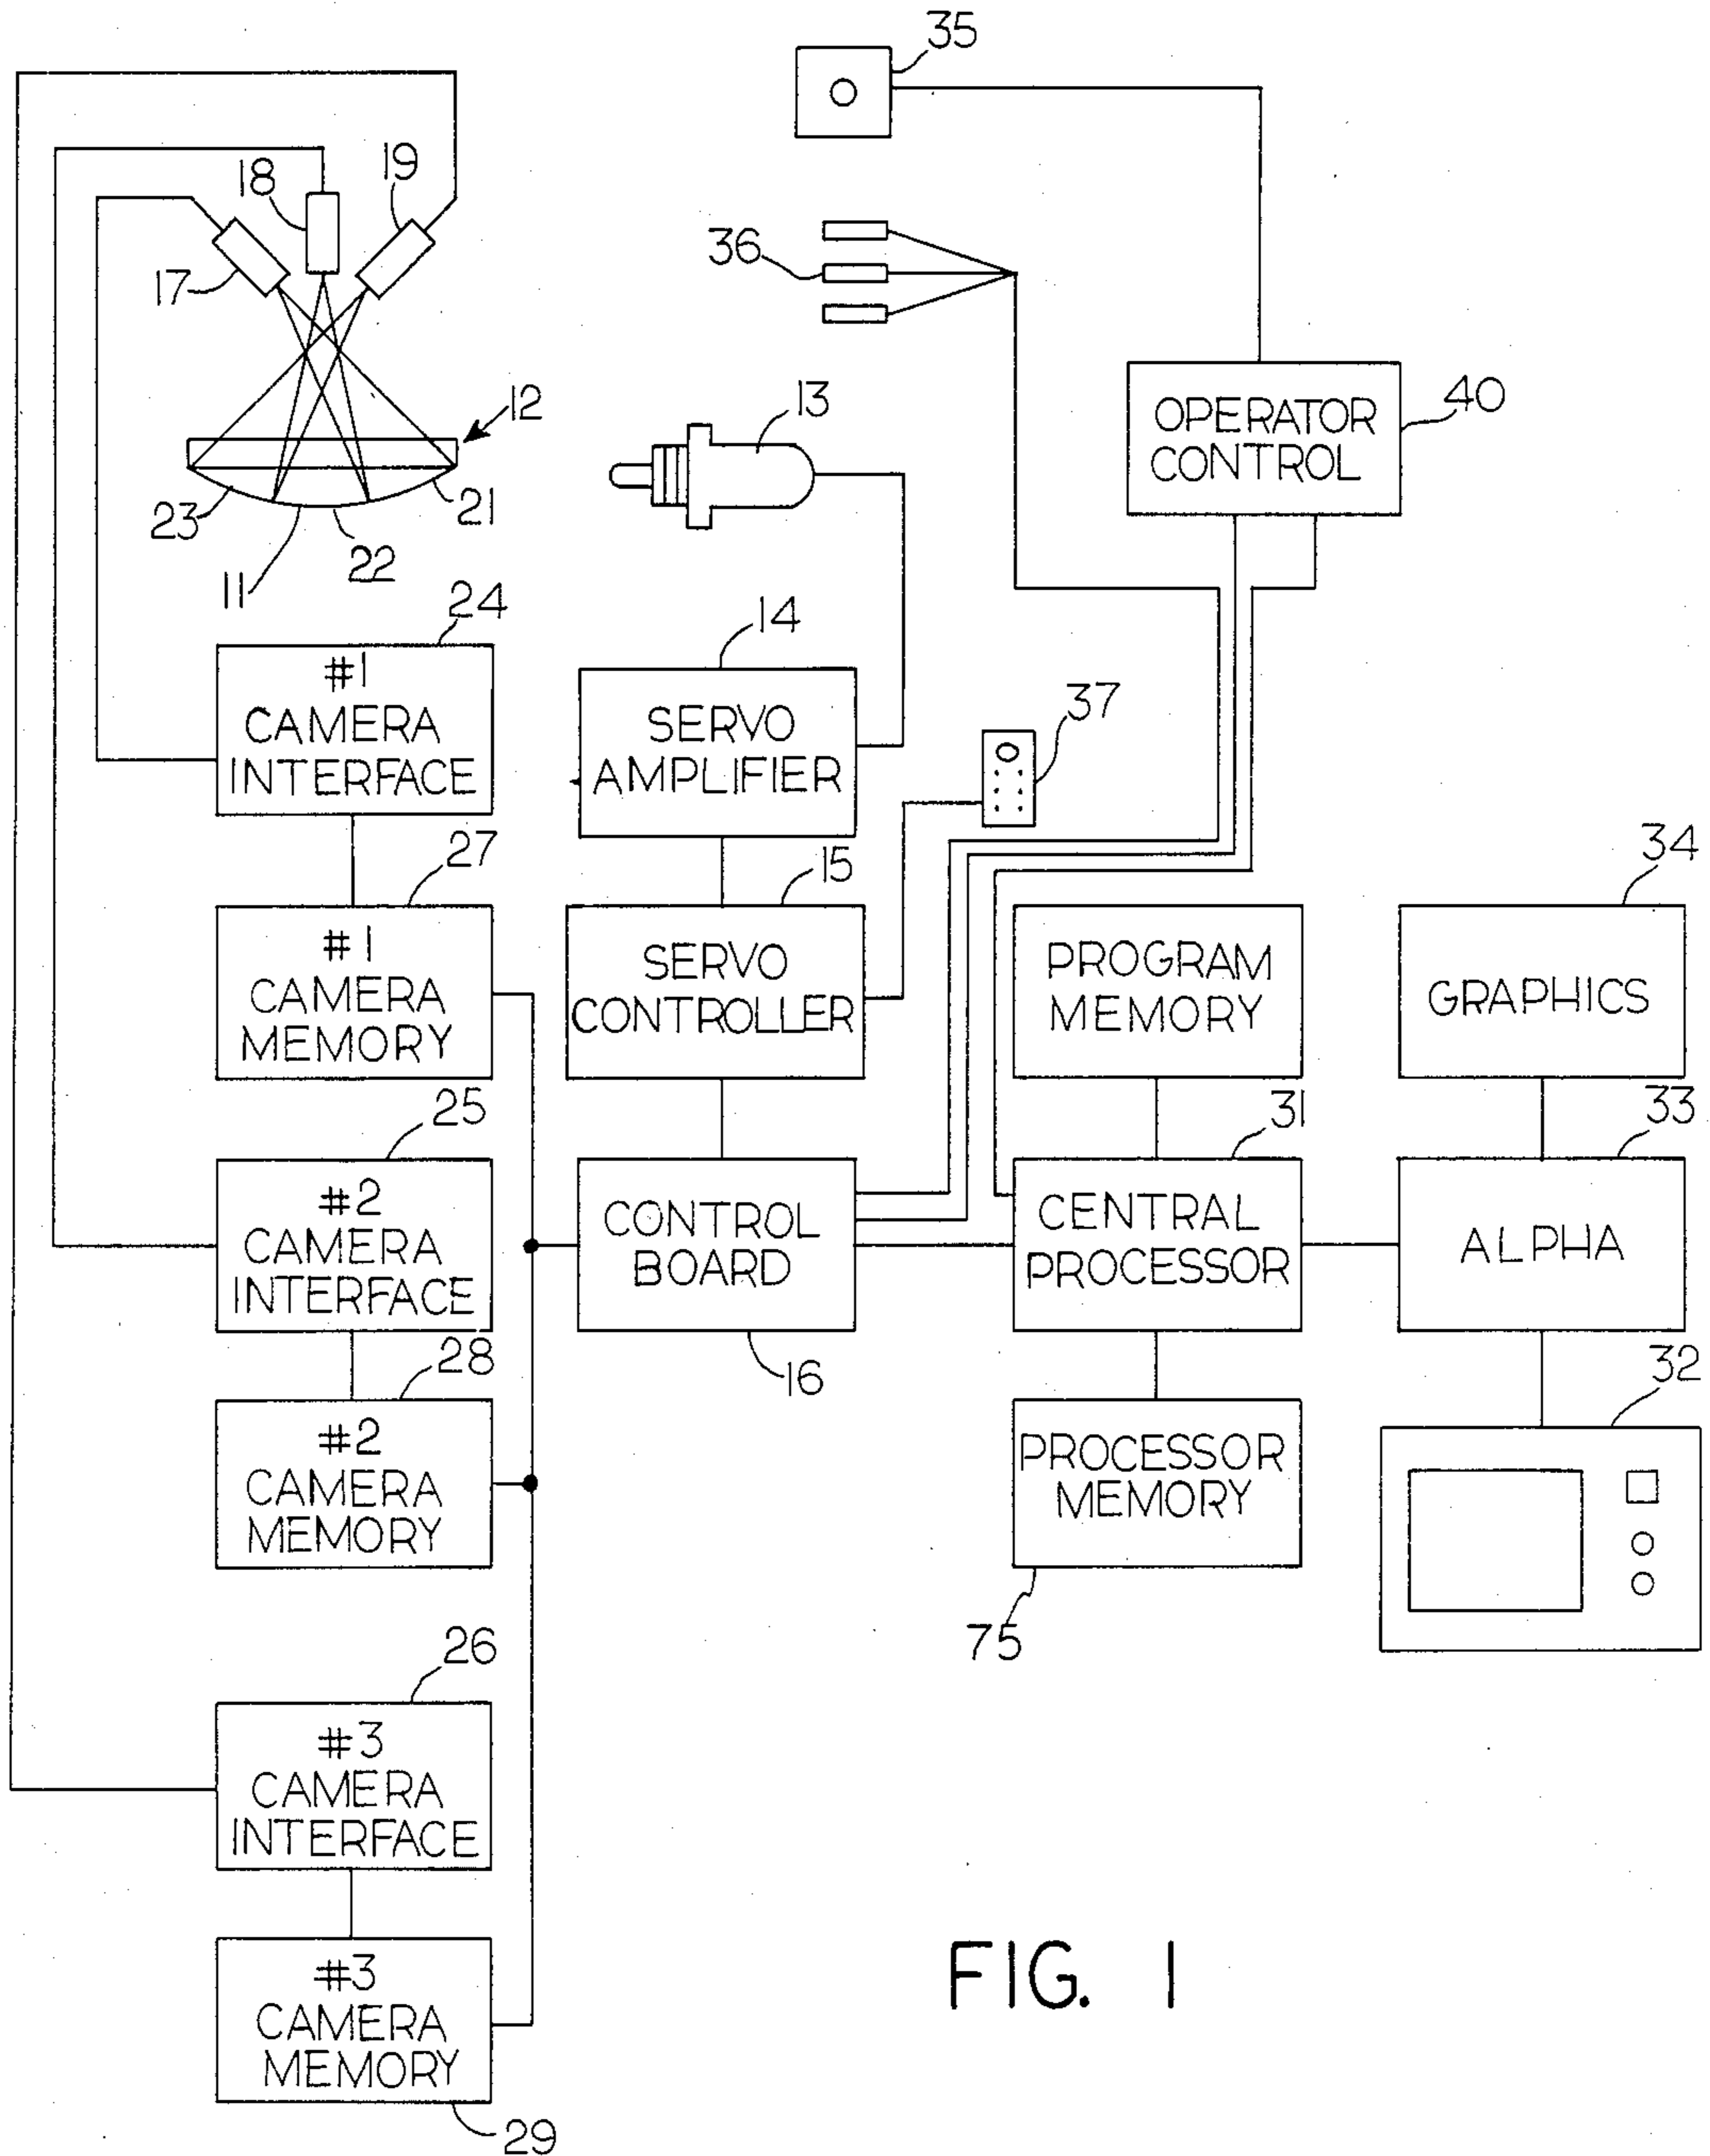 35
18
19
17
36
12
13
40
OPERATOR
CONTROL
23
21
11
22
24
#1
CAMERA
INTERFACE
14
SERVO
AMPLIFIER
37
27
#1
CAMERA
MEMORY
15
SERVO
CONTROLLER
PROGRAM
MEMORY
34
GRAPHICS
25
#2
CAMERA
INTERFACE
CONTROL
BOARD
16
31
CENTRAL
PROCESSOR
33
ALPHA
28
#2
CAMERA
MEMORY
PROCESSOR
MEMORY
75
32
26
#3
CAMERA
INTERFACE
#3
CAMERA
MEMORY
29
FIG. 1